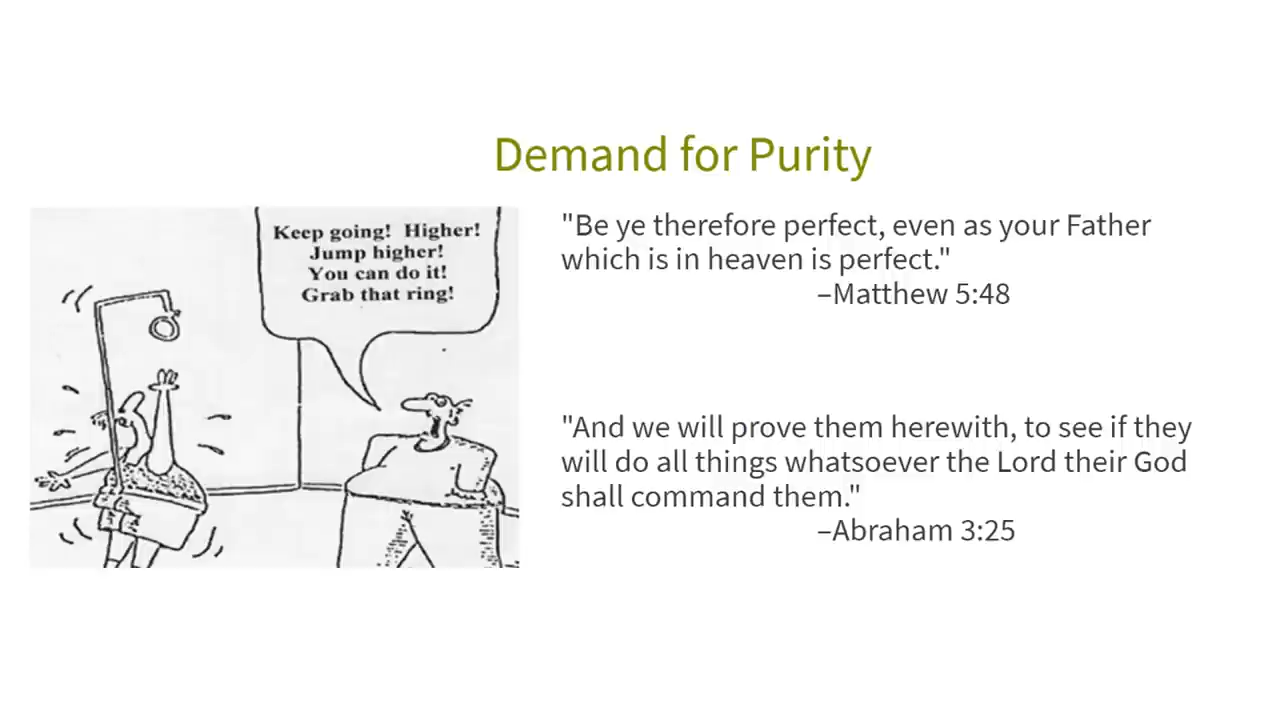 Demand for Purity
Keep going! Higher!
Jump higher!
You can do it!
Grab that ring!
"Be ye therefore perfect, even as your Father
which is in heaven is perfect."
–Matthew 5:48
"And we will prove them herewith, to see if they
will do all things whatsoever the Lord their God
shall command them."
–Abraham 3:25